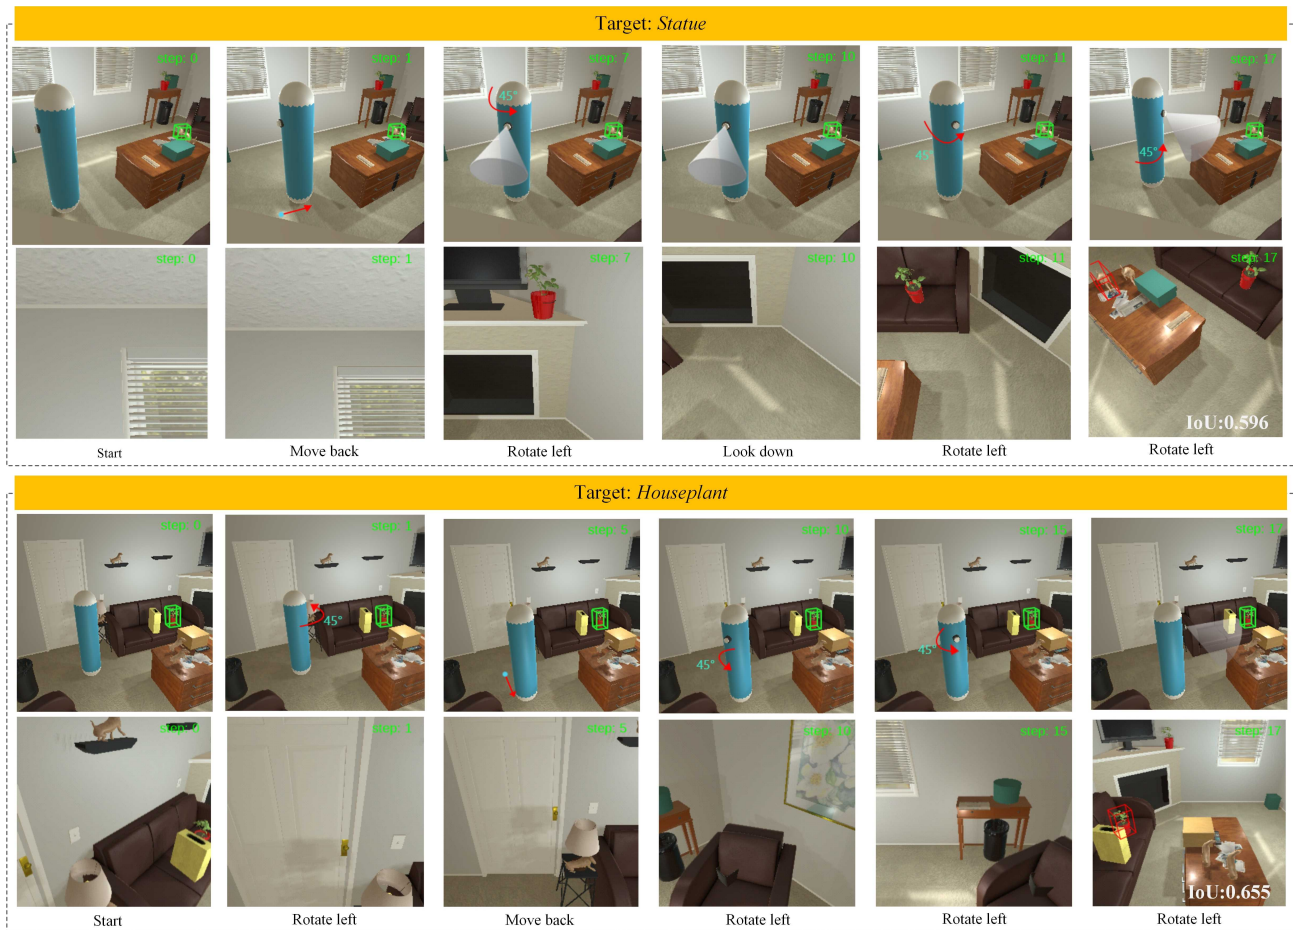 Target: Statue
step: 0
step: 1
step: 7
step: 10
step: 11
step: 17
45°
45°
45°
step: 0
step: 1
step: 7
step: 10
step: 11
step: 17
IoU:0.596
Start
Move back
Rotate left
Look down
Rotate left
Rotate left
Target: Houseplant
step: 0
step: 1
step: 5
step: 10
step: 15
step: 17
45°
45°
45°
step: 0
step: 1
step: 5
step: 10
step: 15
step: 17
IoU:0.655
Start
Rotate left
Move back
Rotate left
Rotate left
Rotate left